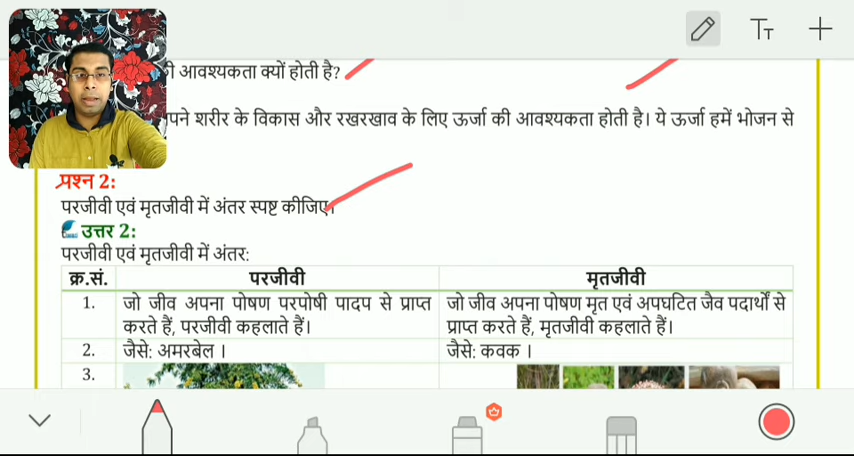 ी आवश्यकता क्यों होती है?
पने शरीर के विकास और रखरखाव के लिए ऊर्जा की आवश्यकता होती है। ये ऊर्जा हमें भोजन से
प्रश्न 2:
परजीवी एवं मृतजीवी में अंतर स्पष्ट कीजिए।
उत्तर 2:
परजीवी एवं मृतजीवी में अंतर:
क्र.सं. परजीवी मृतजीवी
1. जो जीव अपना पोषण परपोषी पादप से प्राप्त जो जीव अपना पोषण मृत एवं अपघटित जैव पदार्थों से
करते हैं, परजीवी कहलाते हैं। प्राप्त करते हैं, मृतजीवी कहलाते हैं।
2. जैसे: अमरबेल । जैसे: कवक ।
3.
TT